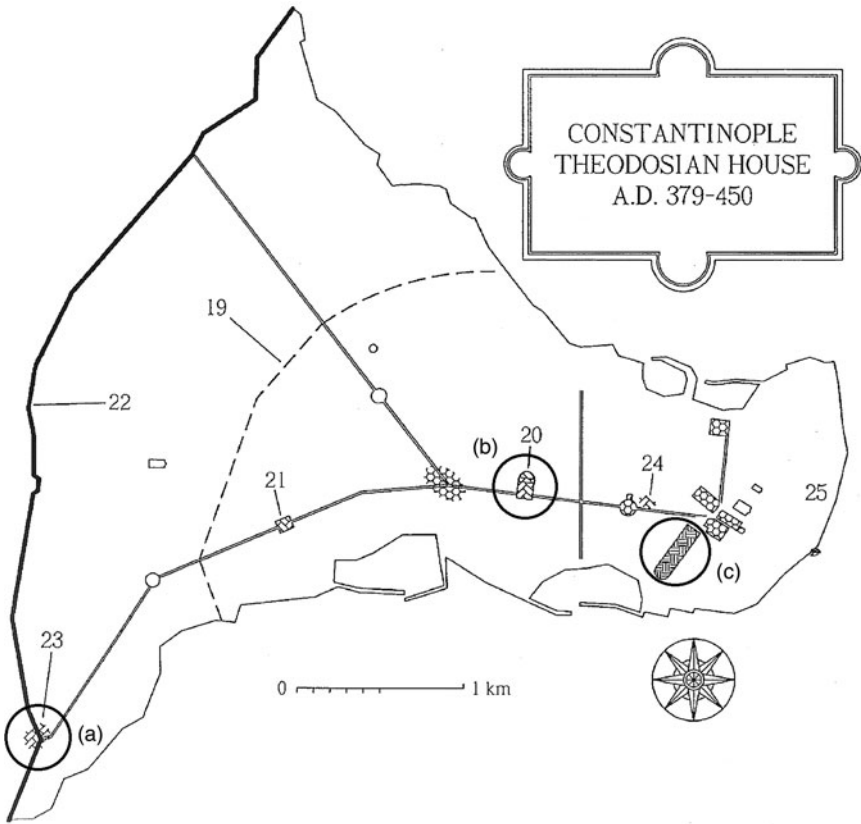 CONSTANTINOPLE
THEODOSIAN HOUSE
A.D. 379-450
19
22
(b)
20
21
24
25
(c)
23
(a)
0
1 km